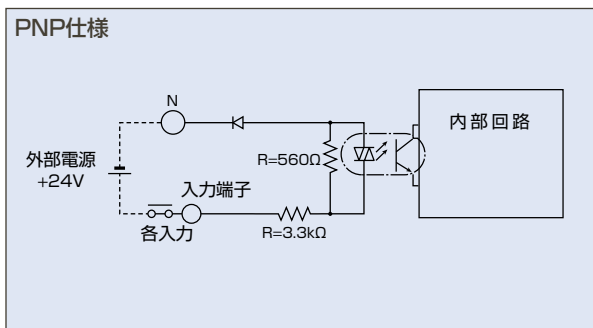 PNP仕様
N
内部回路
外部電源
+24V
R=560Ω
入力端子
各入力
R=3.3kΩ